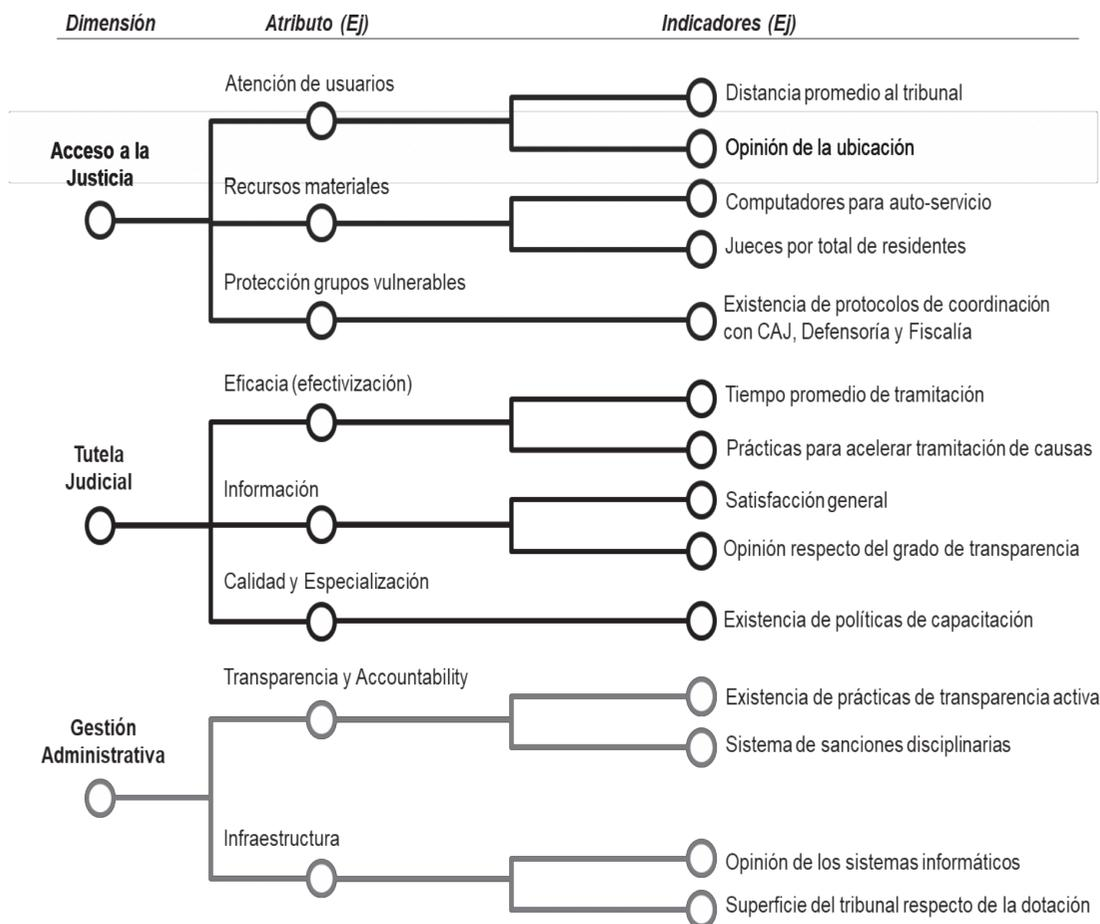 Dimensión Atributo (Ej) Indicadores (Ej)
Atención de usuarios
Distancia promedio al tribunal
Opinión de la ubicación
Acceso a la
Justicia
Recursos materiales
Computadores para auto-servicio
Jueces por total de residentes
Protección grupos vulnerables
Existencia de protocolos de coordinación
con CAJ, Defensoría y Fiscalía
Eficacia (efectivización)
Tiempo promedio de tramitación
Prácticas para acelerar tramitación de causas
Tutela
Judicial
Información
Satisfacción general
Opinión respecto del grado de transparencia
Calidad y Especialización
Existencia de políticas de capacitación
Transparencia y Accountability
Existencia de prácticas de transparencia activa
Sistema de sanciones disciplinarias
Gestión
Administrativa
Infraestructura
Opinión de los sistemas informáticos
Superficie del tribunal respecto de la dotación